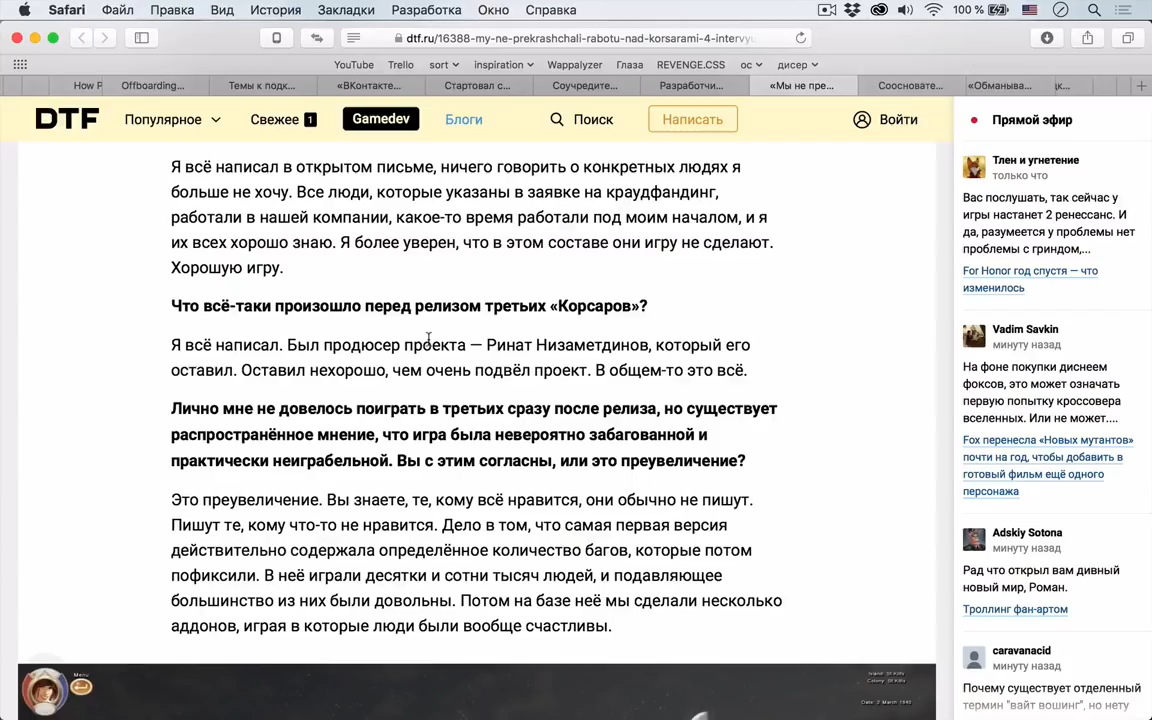 Safari Файл Правка Вид История Закладки Разработка Окно Справка 100 %
dtf.ru/16388-my-ne-prekrashchali-rabotu-nad-korsarami-4-intervyu
YouTube Trello sort inspiration Wappalyzer Глаза REVENGE.CSS ос дисер
How P Offboarding... Темы к подк... «ВКонтакте... Стартовал с... Соучредите... Разработчи... «Мы не пре... Соосновате... «Обманыва...
DTF Популярное Свежее 1 Gamedev Блоги Поиск Написать Войти
Я всё написал в открытом письме, ничего говорить о конкретных людях я
больше не хочу. Все люди, которые указаны в заявке на краудфандинг,
работали в нашей компании, какое-то время работали под моим началом, и я
их всех хорошо знаю. Я более уверен, что в этом составе они игру не сделают.
Хорошую игру.
Что всё-таки произошло перед релизом третьих «Корсаров»?
Я всё написал. Был продюсер проекта — Ринат Низаметдинов, который его
оставил. Оставил нехорошо, чем очень подвёл проект. В общем-то это всё.
Лично мне не довелось поиграть в третьих сразу после релиза, но существует
распространённое мнение, что игра была невероятно забагованной и
практически неиграбельной. Вы с этим согласны, или это преувеличение?
Это преувеличение. Вы знаете, те, кому всё нравится, они обычно не пишут.
Пишут те, кому что-то не нравится. Дело в том, что самая первая версия
действительно содержала определённое количество багов, которые потом
пофиксили. В неё играли десятки и сотни тысяч людей, и подавляющее
большинство из них были довольны. Потом на базе неё мы сделали несколько
аддонов, играя в которые люди были вообще счастливы.
Menu
Прямой эфир
Тлен и угнетение
только что
Вас послушать, так сейчас у
игры настанет 2 ренессанс. И
да, разумеется у проблемы нет
проблемы с гриндом,...
For Honor год спустя — что
изменилось
Vadim Savkin
минуту назад
На фоне покупки диснеем
фоксов, это может означать
первую попытку кроссовера
вселенных. Или не может....
Fox перенесла «Новых мутантов»
почти на год, чтобы добавить в
готовый фильм ещё одного
персонажа
Adskiy Sotona
минуту назад
Рад что открыл вам дивный
новый мир, Роман.
Троллинг фан-артом
caravanacid
минуту назад
Почему существует отдельный
термин "вайт вошинг", но нету